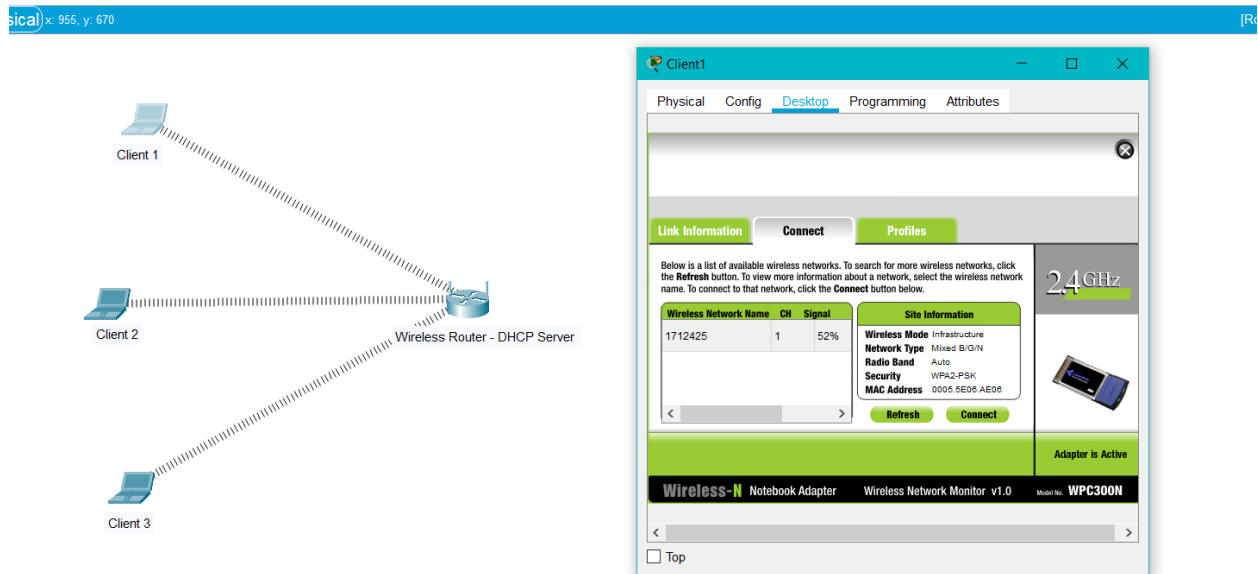 sical x: 955, y: 670
[Ro
Client1
Physical Config Desktop Programming Attributes
Client 1
Client 2
Client 3
Wireless Router - DHCP Server
Link Information Connect Profiles
Below is a list of available wireless networks. To search for more wireless networks, click
the Refresh button. To view more information about a network, select the wireless network
name. To connect to that network, click the Connect button below.
2.4GHz
Wireless Network Name CH Signal
1712425 1 52%
Site Information
Wireless Mode Infrastructure
Network Type Mixed B/G/N
Radio Band Auto
Security WPA2-PSK
MAC Address 0005.5E06.AE06
Refresh Connect
Adapter is Active
Wireless-N Notebook Adapter Wireless Network Monitor v1.0 Model No. WPC300N
Top